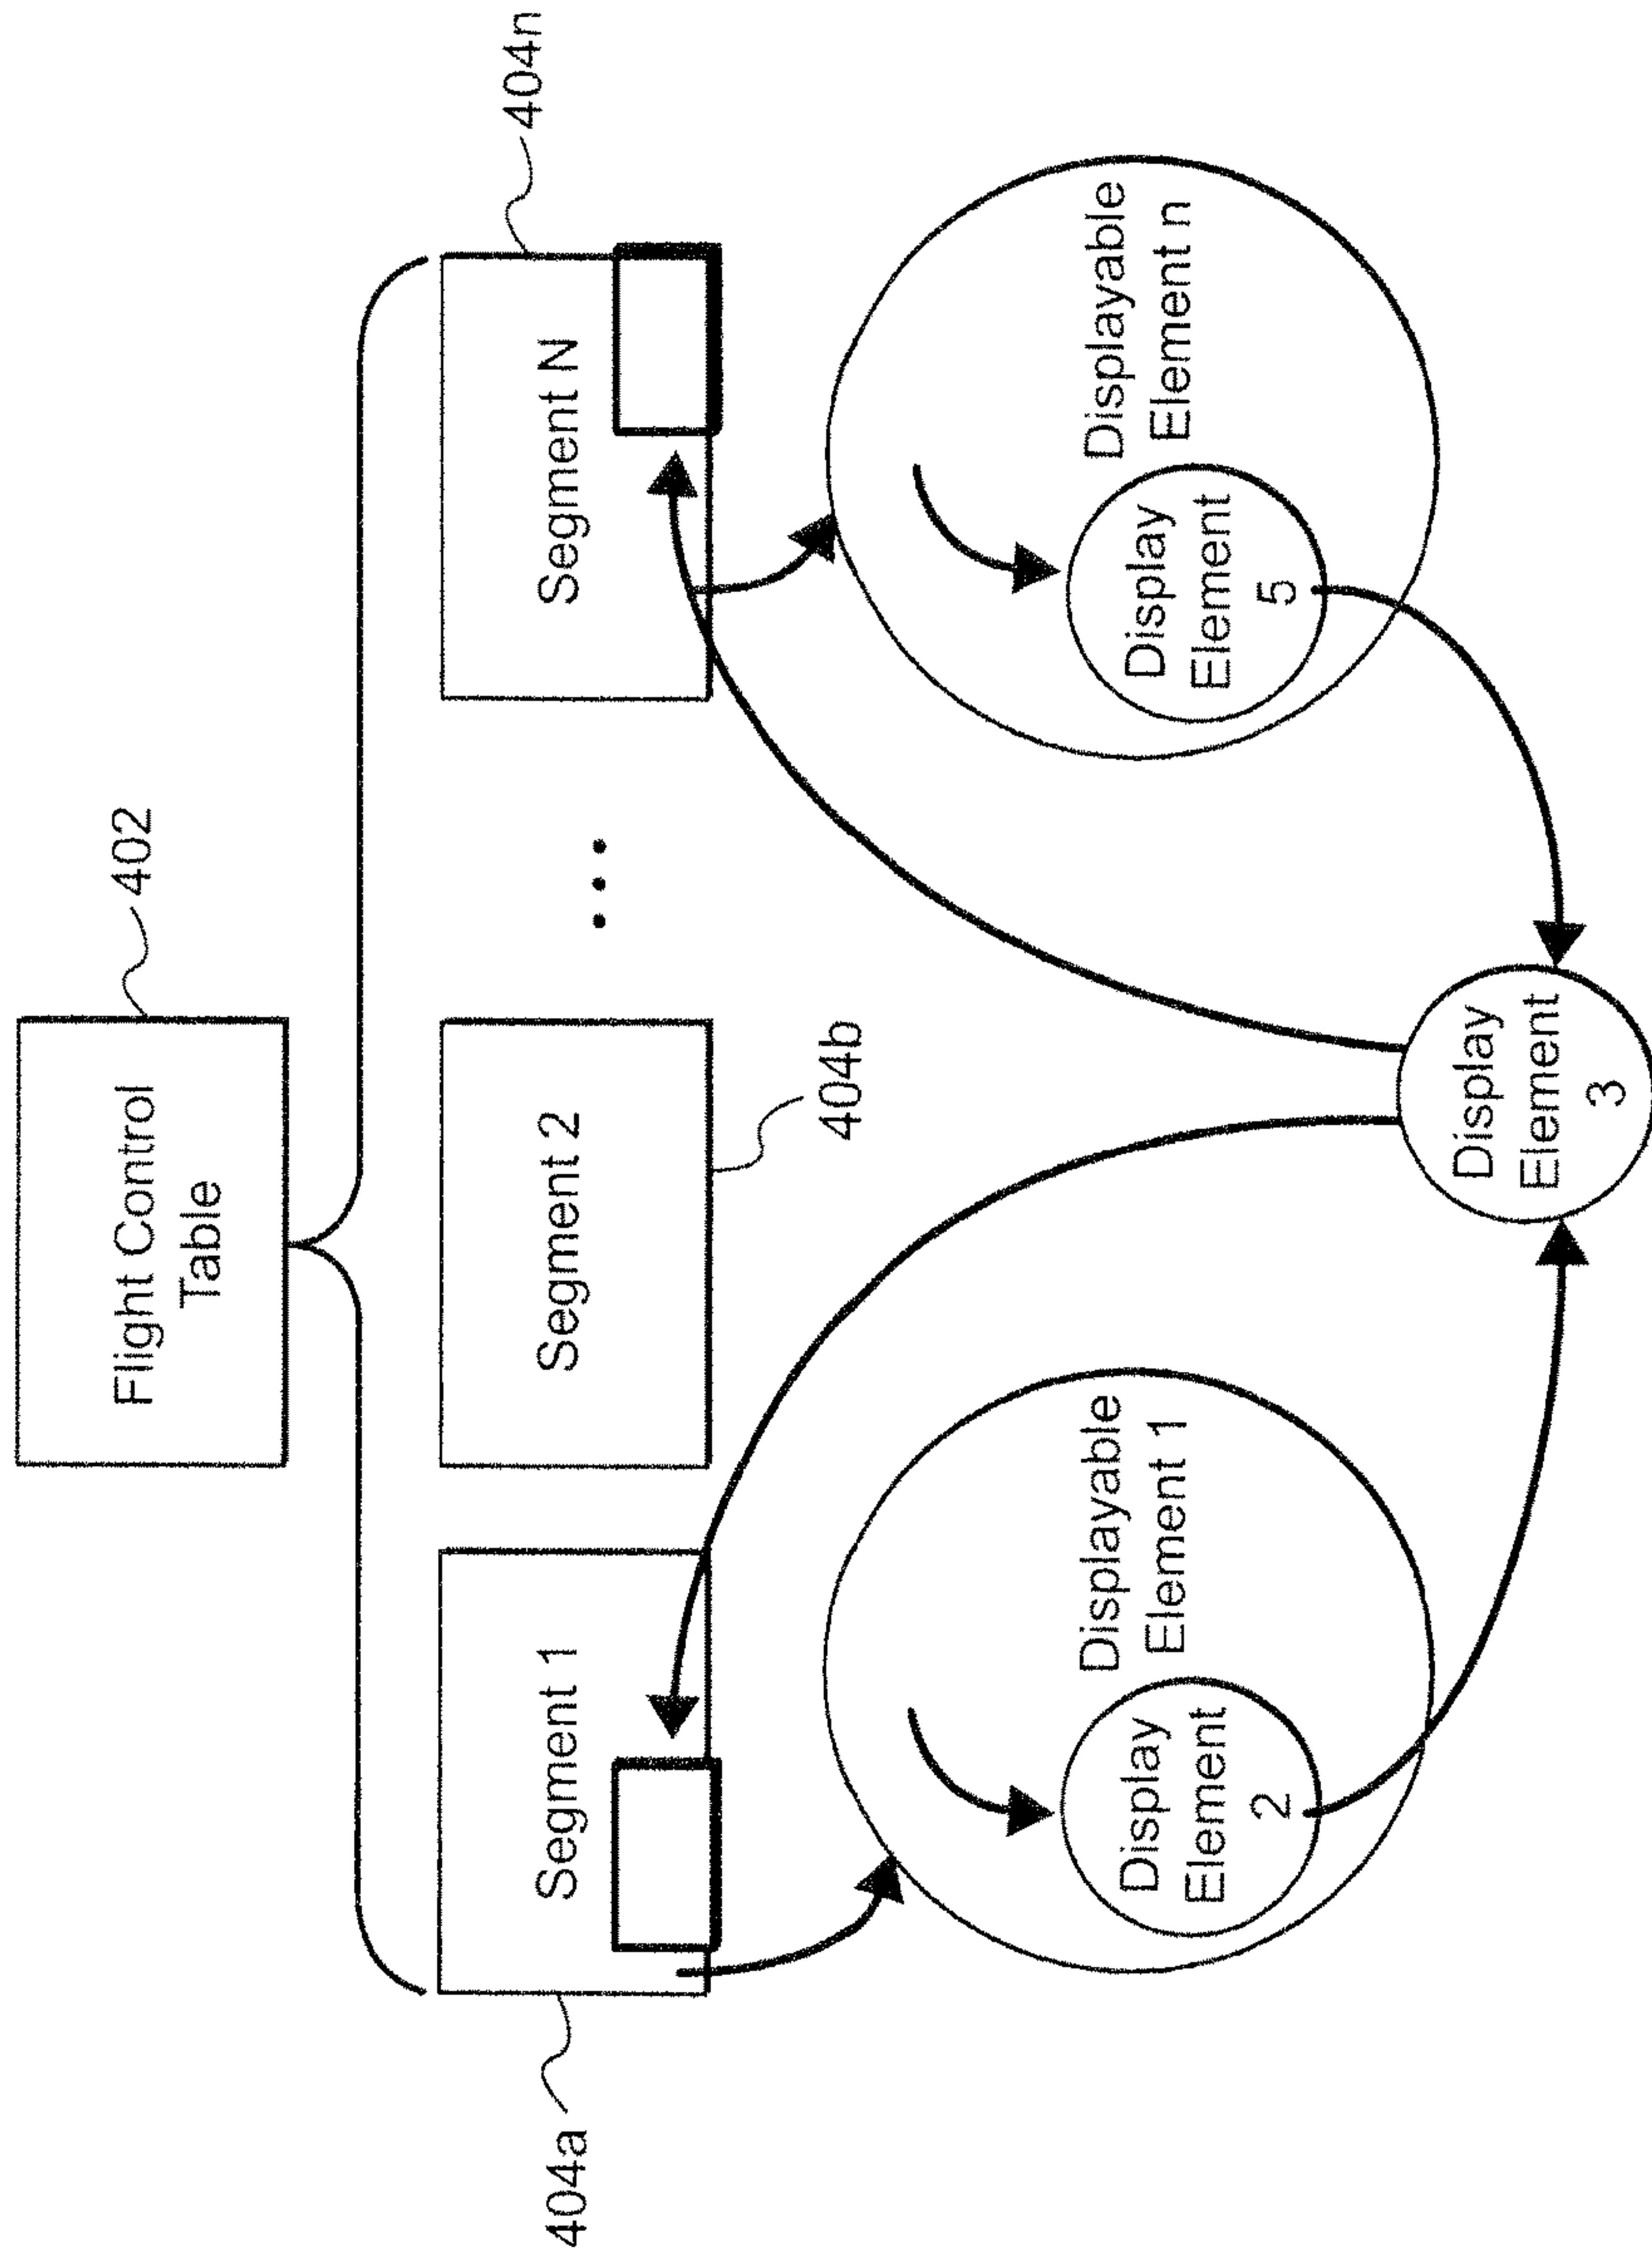 Flight Control
Table
402
404a
Segment 1
Segment 2
404b
...
Segment N
404n
Displayable
Element 1
Display
Element
2
Displayable
Element n
Display
Element
5
Display
Element
3